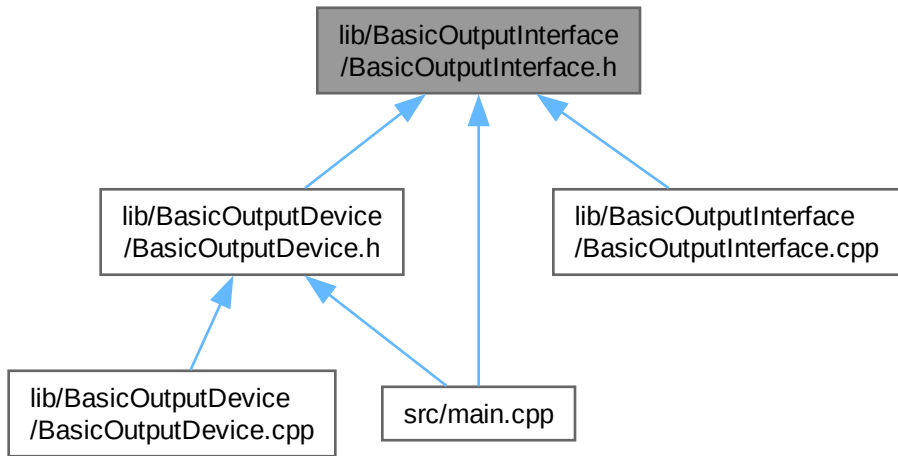 lib/BasicOutputInterface
/BasicOutputInterface.h
lib/BasicOutputDevice
/BasicOutputDevice.h
lib/BasicOutputInterface
/BasicOutputInterface.cpp
lib/BasicOutputDevice
/BasicOutputDevice.cpp
src/main.cpp